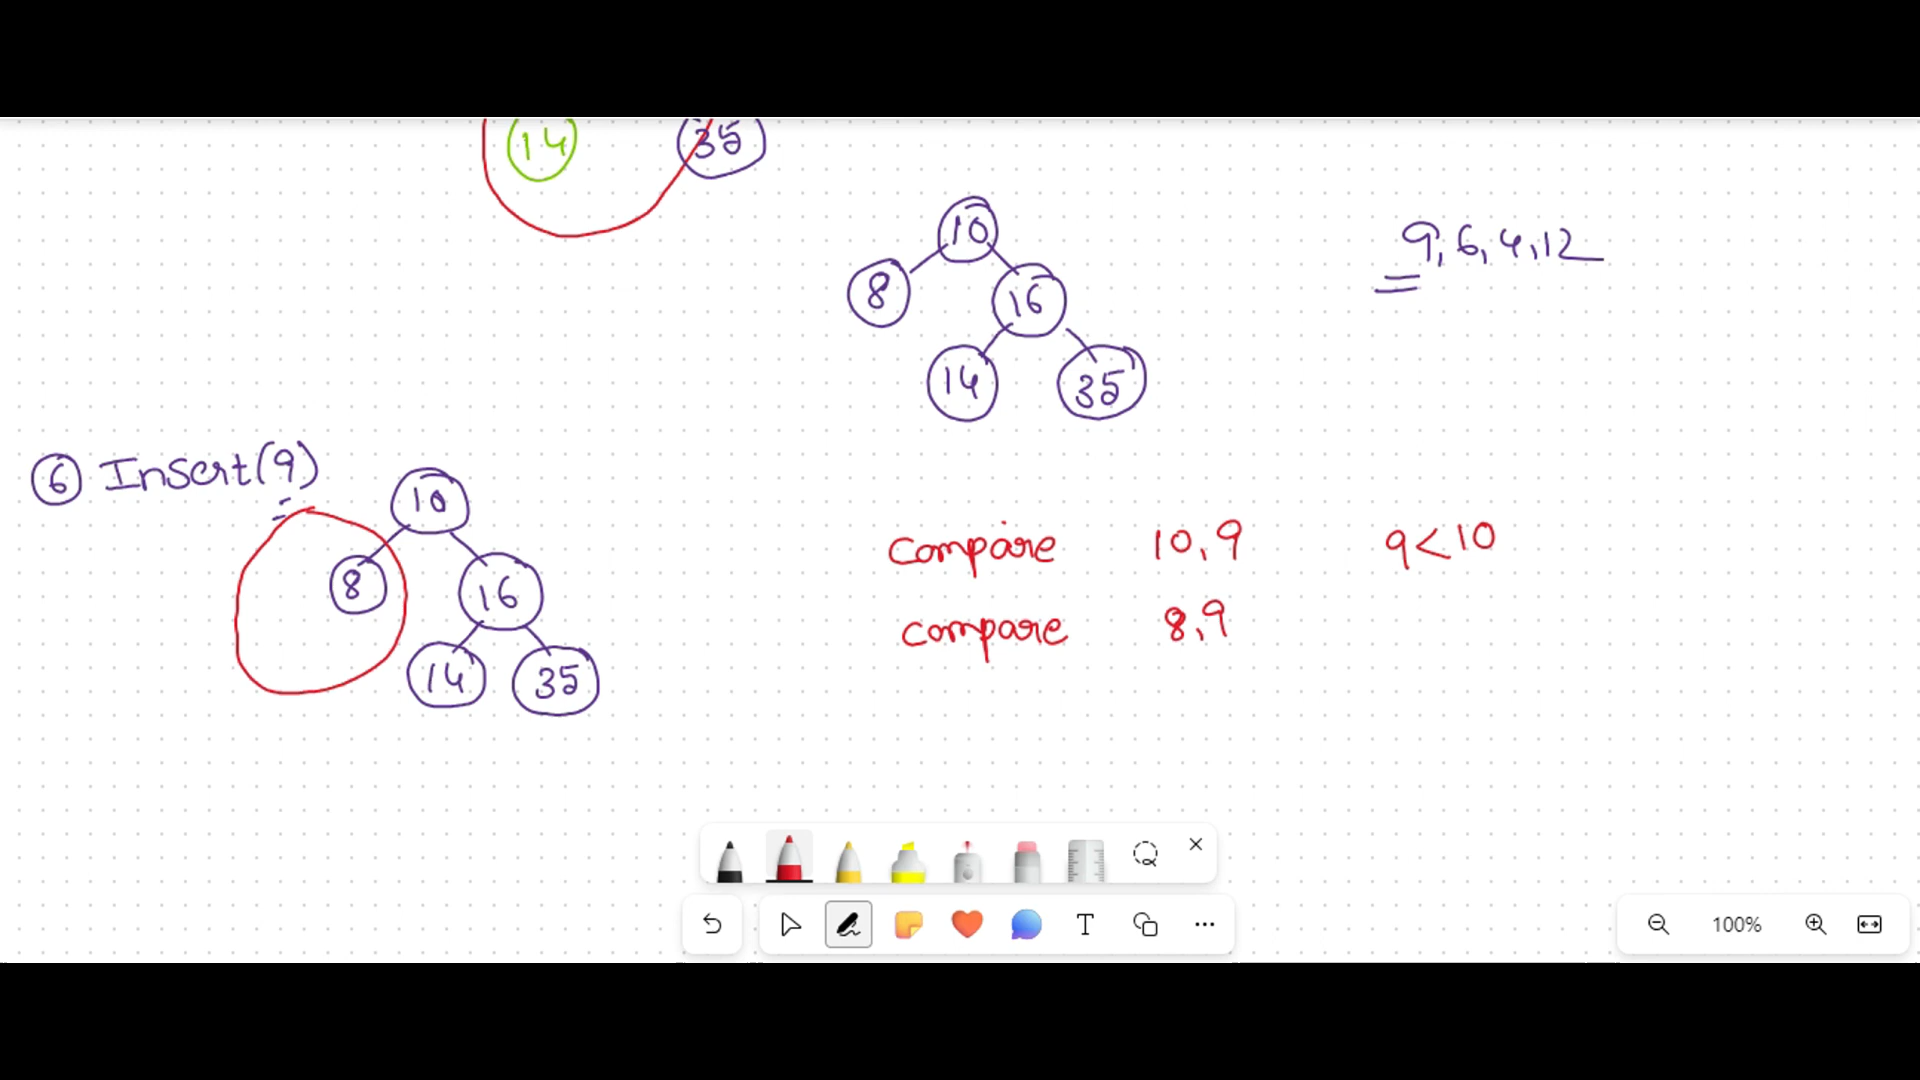 14 35
10
9, 6, 4, 12
8 16
14 35
6 Insert(9)
10
8 16
14 35
compare 10, 9 9<10
compare 8, 9
T
100%